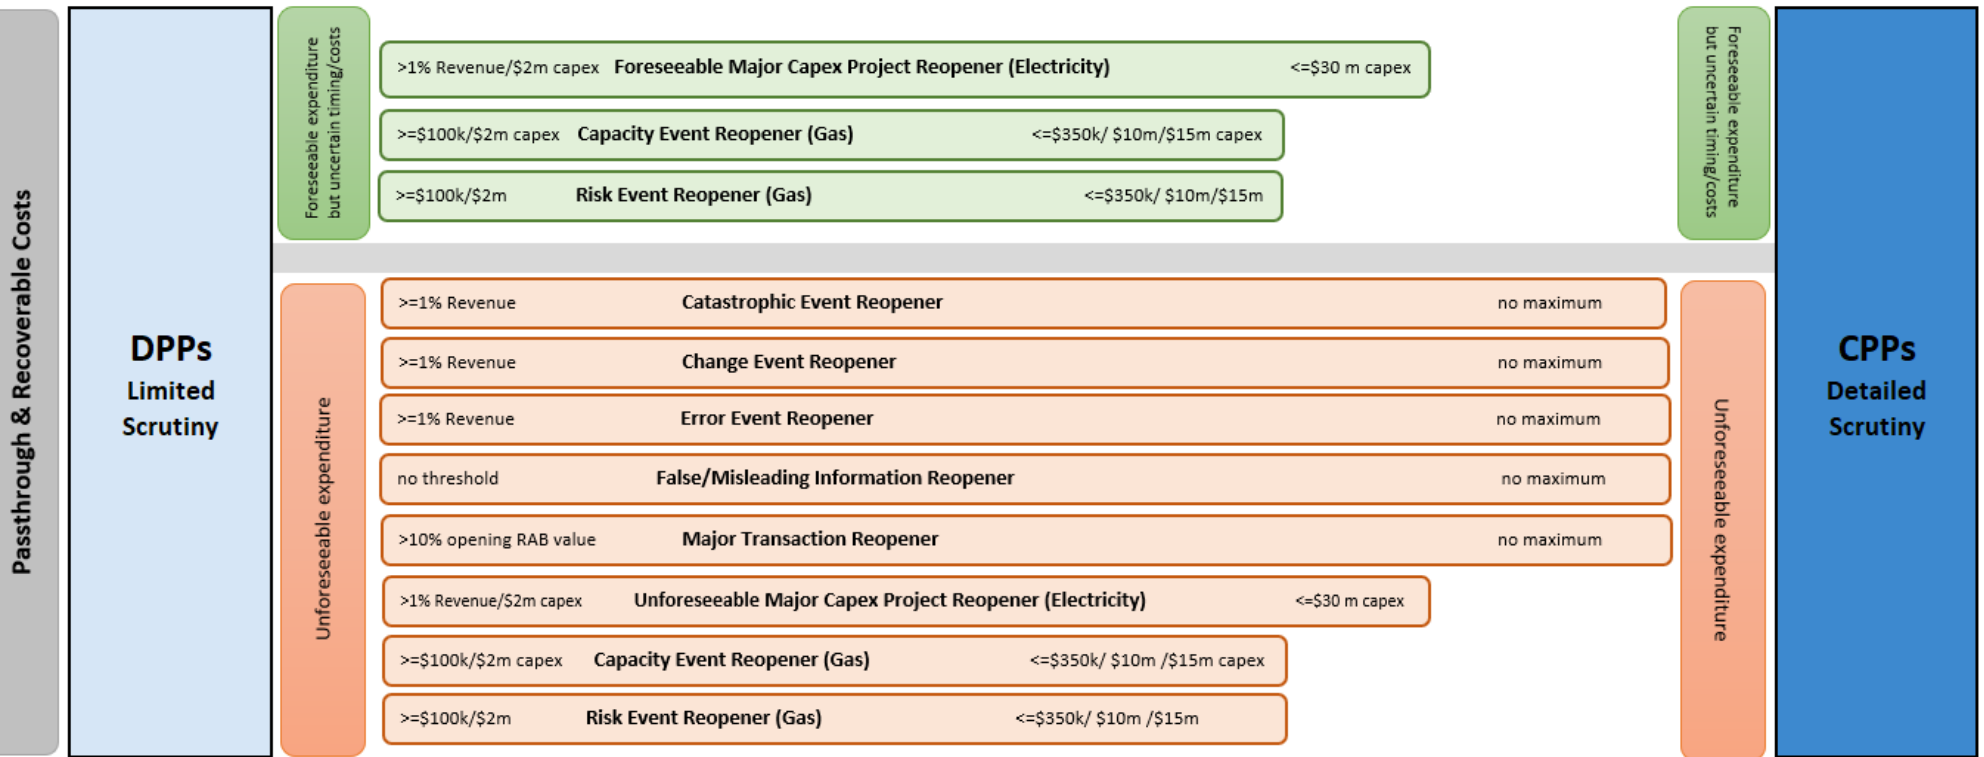 Passthrough & Recoverable Costs
DPPs
Limited
Scrutiny
Foreseeable expenditure
but uncertain timing/costs
>1% Revenue/$2m capex Foreseeable Major Capex Project Reopener (Electricity) <=$30 m capex
>=$100k/$2m capex Capacity Event Reopener (Gas) <=$350k/ $10m/$15m capex
>=$100k/$2m Risk Event Reopener (Gas) <=$350k/ $10m/$15m
Foreseeable expenditure
but uncertain timing/costs
Unforeseeable expenditure
>=1% Revenue Catastrophic Event Reopener no maximum
>=1% Revenue Change Event Reopener no maximum
>=1% Revenue Error Event Reopener no maximum
no threshold False/Misleading Information Reopener no maximum
>10% opening RAB value Major Transaction Reopener no maximum
>1% Revenue/$2m capex Unforeseeable Major Capex Project Reopener (Electricity) <=$30 m capex
>=$100k/$2m capex Capacity Event Reopener (Gas) <=$350k/ $10m /$15m capex
>=$100k/$2m Risk Event Reopener (Gas) <=$350k/ $10m /$15m
Unforeseeable expenditure
CPPs
Detailed
Scrutiny